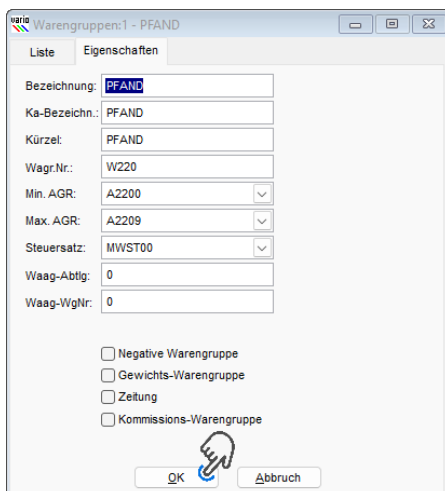 vario Warengruppen:1 - PFAND
Liste Eigenschaften
Bezeichnung: PFAND
Ka-Bezeichn.: PFAND
Kürzel: PFAND
Wagr.Nr.: W220
Min. AGR: A2200
Max. AGR: A2209
Steuersatz: MWST00
Waag-Abtlg: 0
Waag-WgNr: 0
Negative Warengruppe
Gewichts-Warengruppe
Zeitung
Kommissions-Warengruppe
OK Abbruch